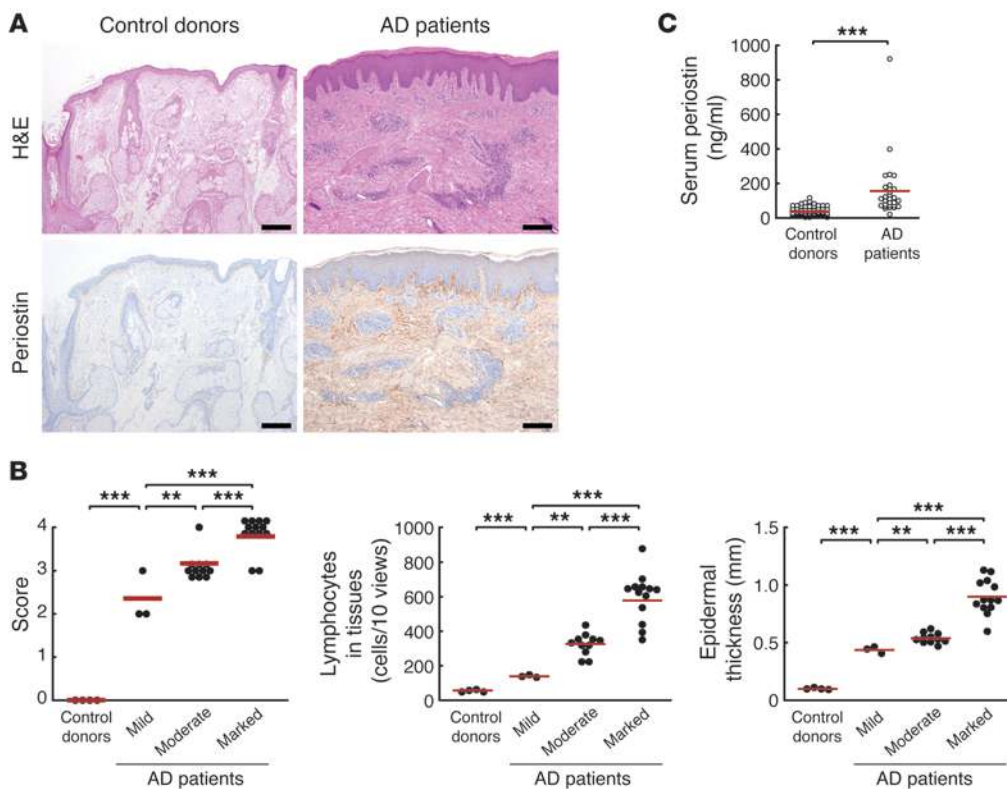 A
Control donors
AD patients
H&E
Periostin
C
***
Serum periostin
(ng/ml)
1000
800
600
400
200
0
Control
donors
AD
patients
B
***
*** ** ***
Score
4
3
2
0
Control
donors
Mild
Moderate
Marked
AD patients
***
*** ** ***
Lymphocytes
in tissues
(cells/10 views)
1000
800
600
400
200
0
Control
donors
Mild
Moderate
Marked
AD patients
***
*** ** ***
Epidermal
thickness (mm)
1.5
1.0
0.5
0
Control
donors
Mild
Moderate
Marked
AD patients